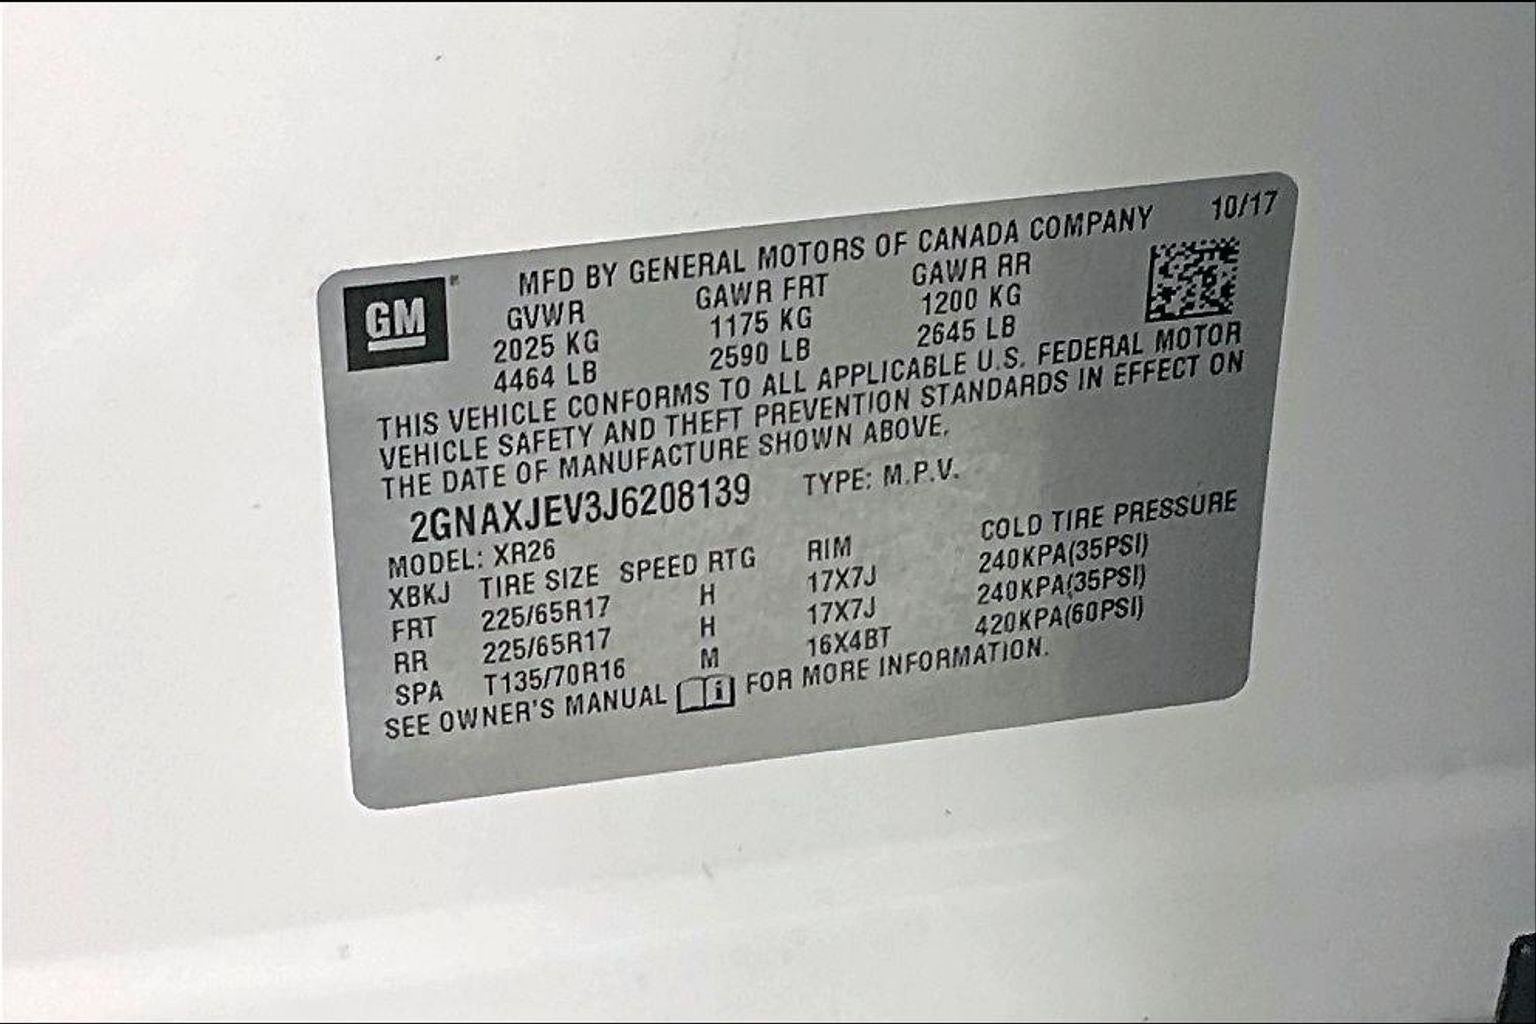 GM
MFD BY GENERAL MOTORS OF CANADA COMPANY 10/17
GVWR GAWR FRT GAWR RR
2025 KG 1175 KG 1200 KG
4464 LB 2590 LB 2645 LB
THIS VEHICLE CONFORMS TO ALL APPLICABLE U.S. FEDERAL MOTOR
VEHICLE SAFETY AND THEFT PREVENTION STANDARDS IN EFFECT ON
THE DATE OF MANUFACTURE SHOWN ABOVE.
2GNAXJEV3J6208139 TYPE: M.P.V.
MODEL: XR26
XBKJ TIRE SIZE SPEED RTG RIM COLD TIRE PRESSURE
FRT 225/65R17 H 17X7J 240KPA(35PSI)
RR 225/65R17 H 17X7J 240KPA(35PSI)
SPA T135/70R16 M 16X4BT 420KPA(60PSI)
SEE OWNER'S MANUAL FOR MORE INFORMATION.